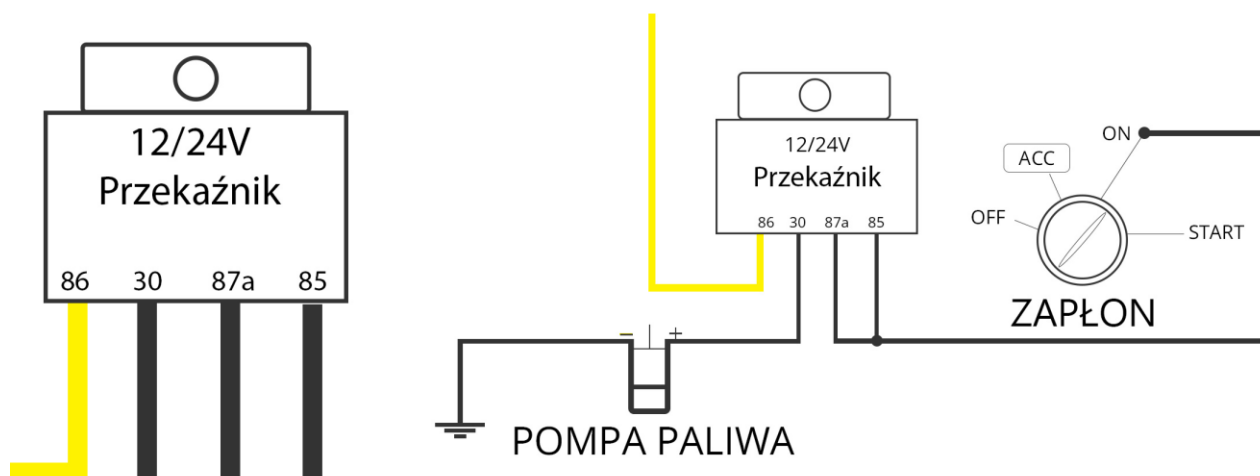 12/24V
Przekaźnik
86 30 87a 85
12/24V
Przekaźnik
86 30 87a 85
ON
ACC
OFF
START
ZAPŁON
– +
POMPA PALIWA